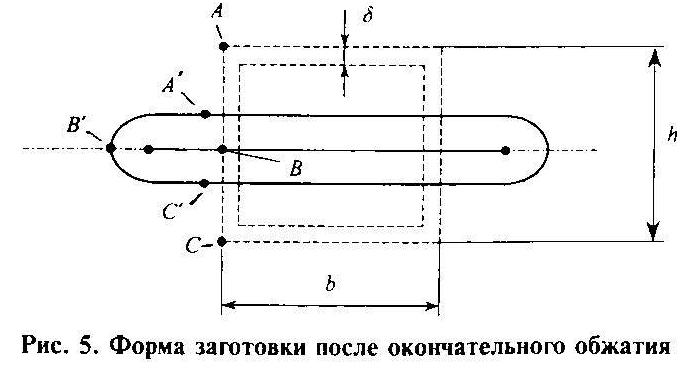 A
δ
A′
B′
B
h
C′
C
b
Рис. 5. Форма заготовки после окончательного обжатия